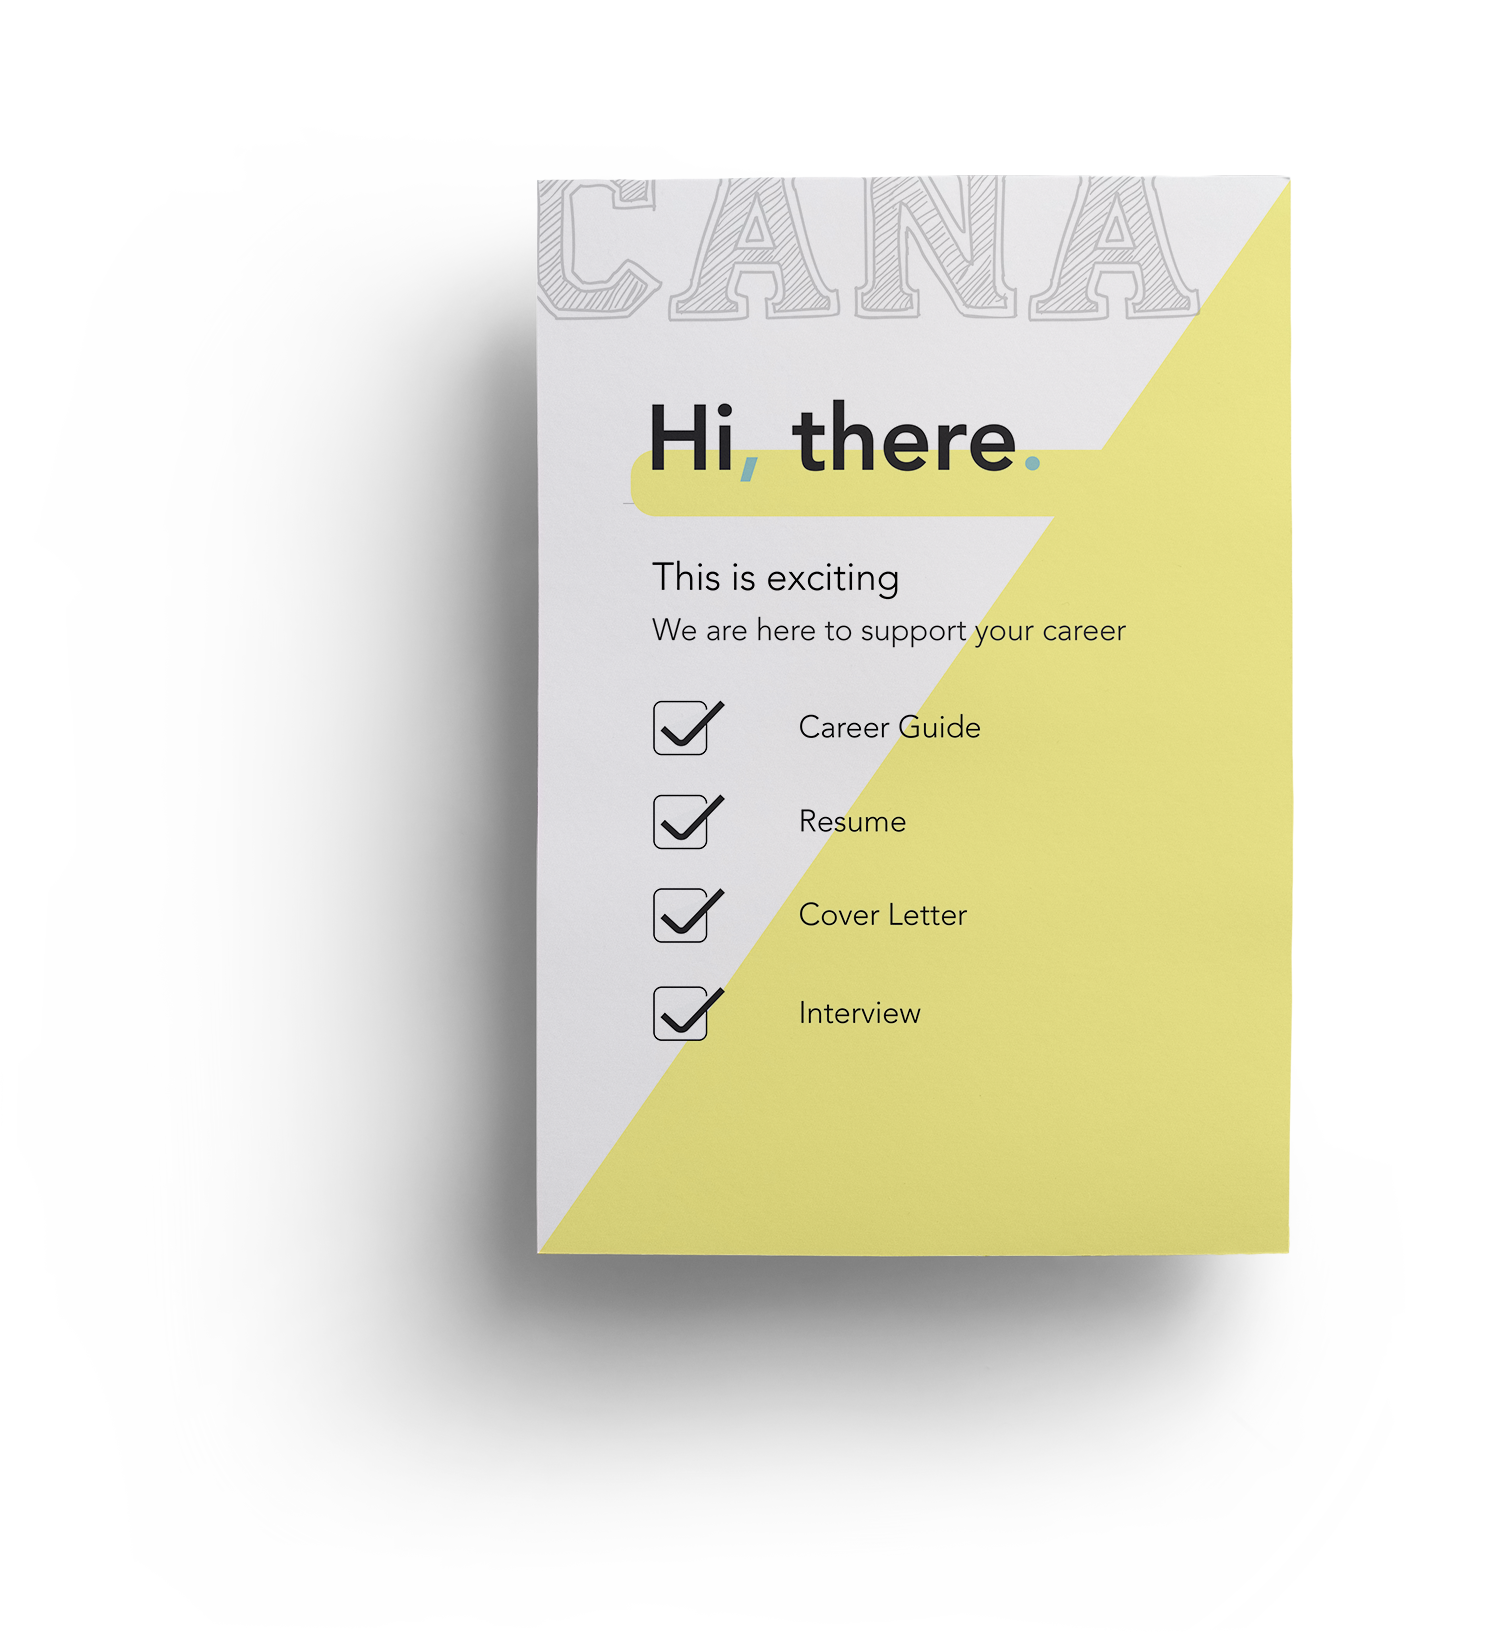 CANA
Hi, there.
This is exciting
We are here to support your career
Career Guide
Resume
Cover Letter
Interview